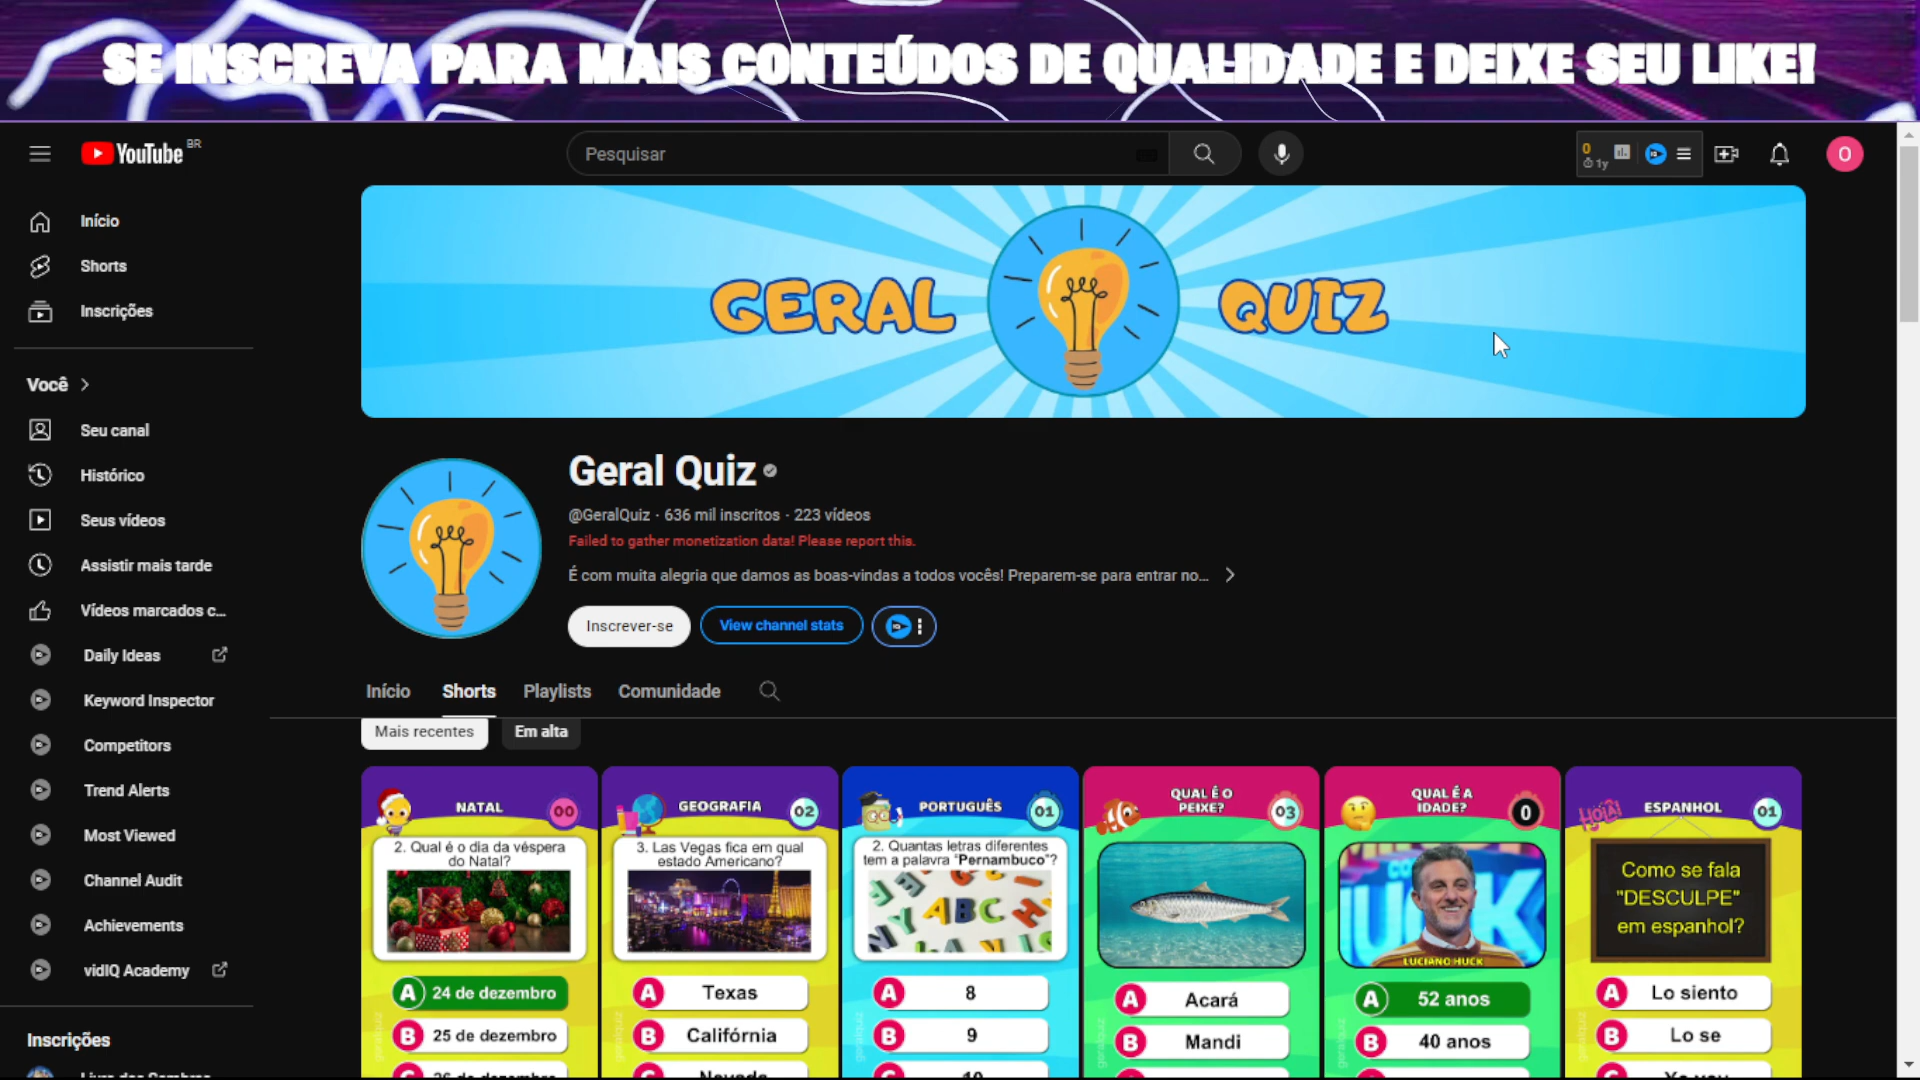 SE INSCREVA PARA MAIS CONTEÚDOS DE QUALIDADE E DEIXE SEU LIKE!
YouTube BR
Pesquisar
0
1y
O
Início
Shorts
Inscrições
Você
Seu canal
Histórico
Seus vídeos
Assistir mais tarde
Vídeos marcados c...
Daily Ideas
Keyword Inspector
Competitors
Trend Alerts
Most Viewed
Channel Audit
Achievements
vidIQ Academy
Inscrições
GERAL QUIZ
Geral Quiz
@GeralQuiz · 636 mil inscritos · 223 vídeos
Failed to gather monetization data! Please report this.
É com muita alegria que damos as boas-vindas a todos vocês! Preparem-se para entrar no...
Inscrever-se
View channel stats
Início Shorts Playlists Comunidade
Mais recentes
Em alta
NATAL
00
2. Qual é o dia da véspera
do Natal?
A 24 de dezembro
B 25 de dezembro
GEOGRAFIA
02
3. Las Vegas fica em qual
estado Americano?
A Texas
B Califórnia
PORTUGUÊS
01
2. Quantas letras diferentes
tem a palavra "Pernambuco"?
A B C
A 8
B 9
QUAL É O
PEIXE?
03
A Acará
B Mandi
QUAL É A
IDADE?
0
LUCIANO HUCK
A 52 anos
B 40 anos
HOLA!
ESPANHOL
01
Como se fala
"DESCULPE"
em espanhol?
A Lo siento
B Lo se